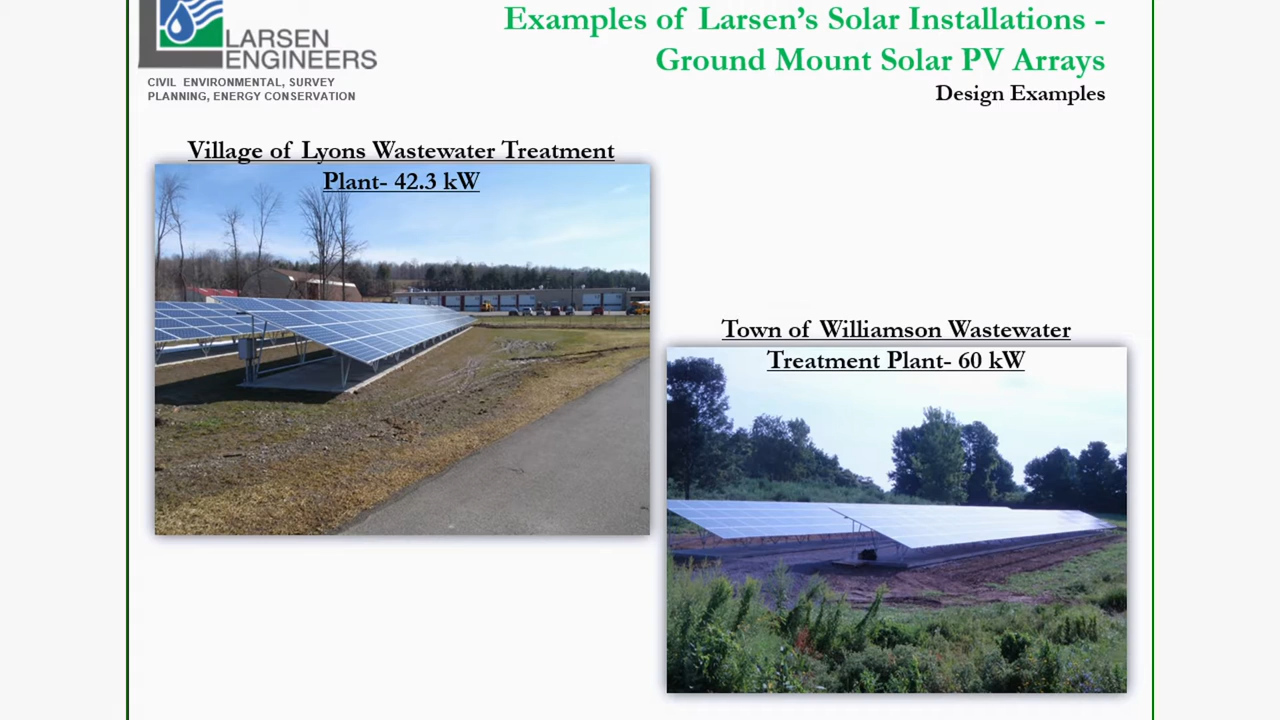 LARSEN
ENGINEERS
CIVIL ENVIRONMENTAL, SURVEY
PLANNING, ENERGY CONSERVATION
Examples of Larsen’s Solar Installations -
Ground Mount Solar PV Arrays
Design Examples
Village of Lyons Wastewater Treatment
Plant- 42.3 kW
Town of Williamson Wastewater
Treatment Plant- 60 kW